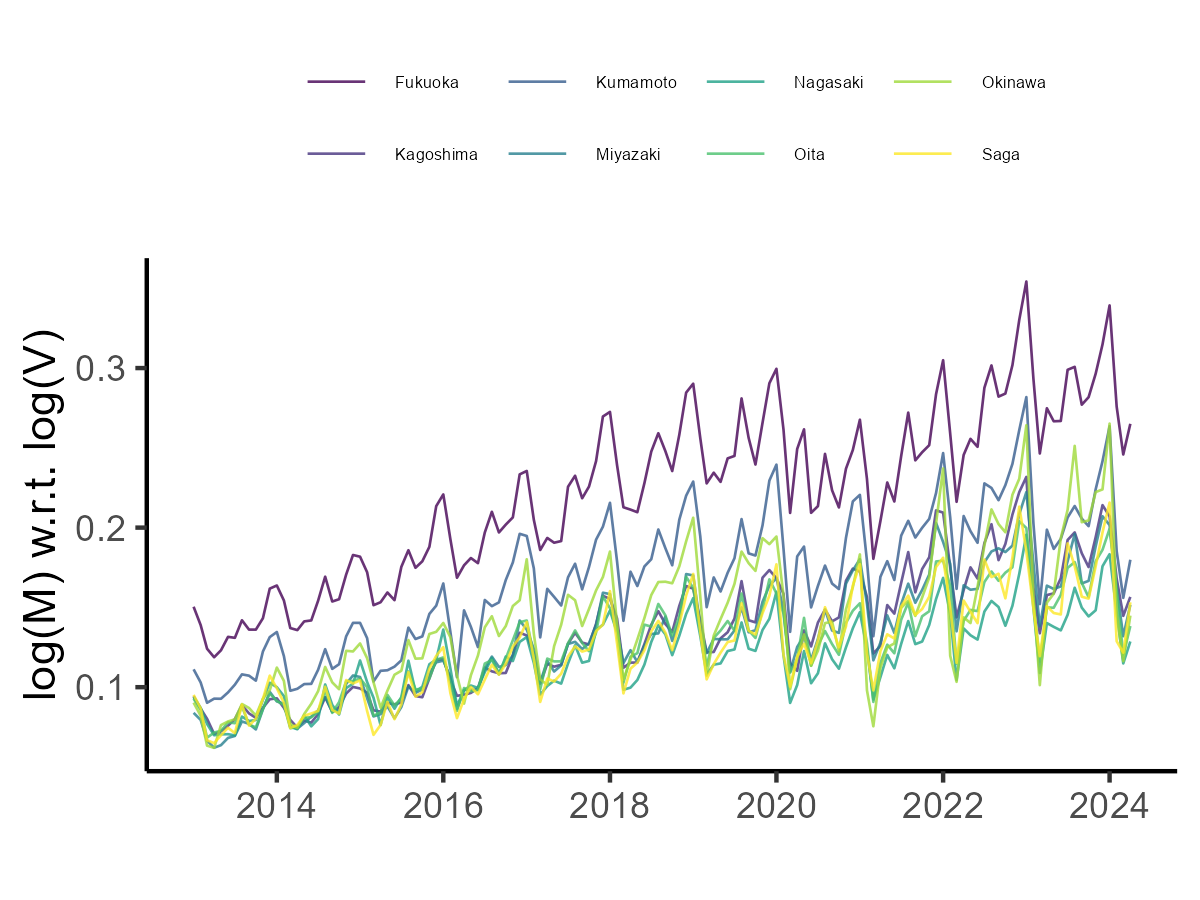 Fukuoka Kumamoto Nagasaki Okinawa
Kagoshima Miyazaki Oita Saga
log(M) w.r.t. log(V)
0.3
0.2
0.1
2014 2016 2018 2020 2022 2024